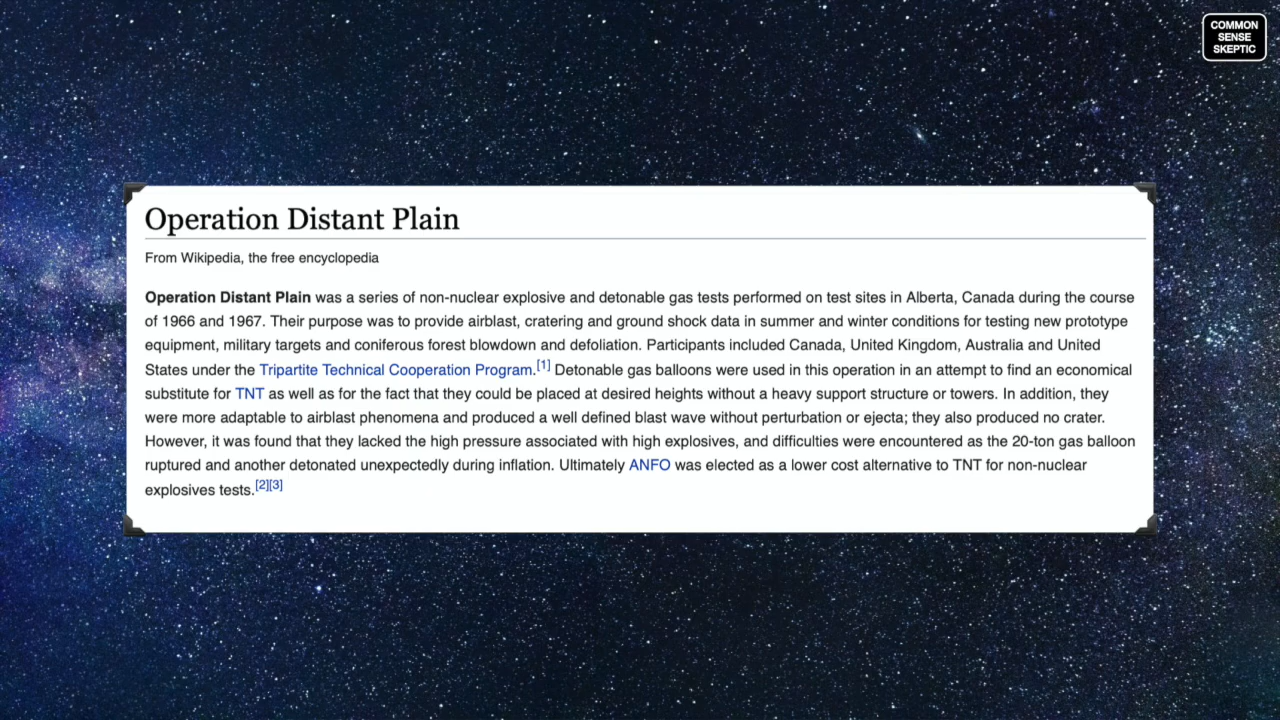 COMMON
SENSE
SKEPTIC
Operation Distant Plain
From Wikipedia, the free encyclopedia
Operation Distant Plain was a series of non-nuclear explosive and detonable gas tests performed on test sites in Alberta, Canada during the course
of 1966 and 1967. Their purpose was to provide airblast, cratering and ground shock data in summer and winter conditions for testing new prototype
equipment, military targets and coniferous forest blowdown and defoliation. Participants included Canada, United Kingdom, Australia and United
States under the Tripartite Technical Cooperation Program.[1] Detonable gas balloons were used in this operation in an attempt to find an economical
substitute for TNT as well as for the fact that they could be placed at desired heights without a heavy support structure or towers. In addition, they
were more adaptable to airblast phenomena and produced a well defined blast wave without perturbation or ejecta; they also produced no crater.
However, it was found that they lacked the high pressure associated with high explosives, and difficulties were encountered as the 20-ton gas balloon
ruptured and another detonated unexpectedly during inflation. Ultimately ANFO was elected as a lower cost alternative to TNT for non-nuclear
explosives tests.[2][3]